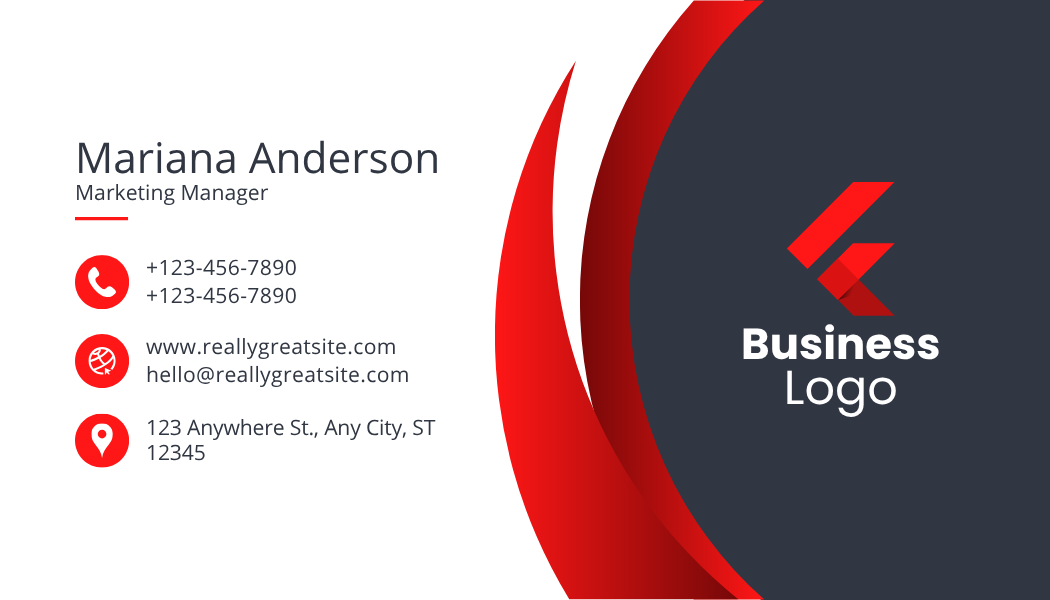 Mariana Anderson
Marketing Manager
+123-456-7890
+123-456-7890
www.reallygreatsite.com
hello@reallygreatsite.com
123 Anywhere St., Any City, ST
12345
Business
Logo